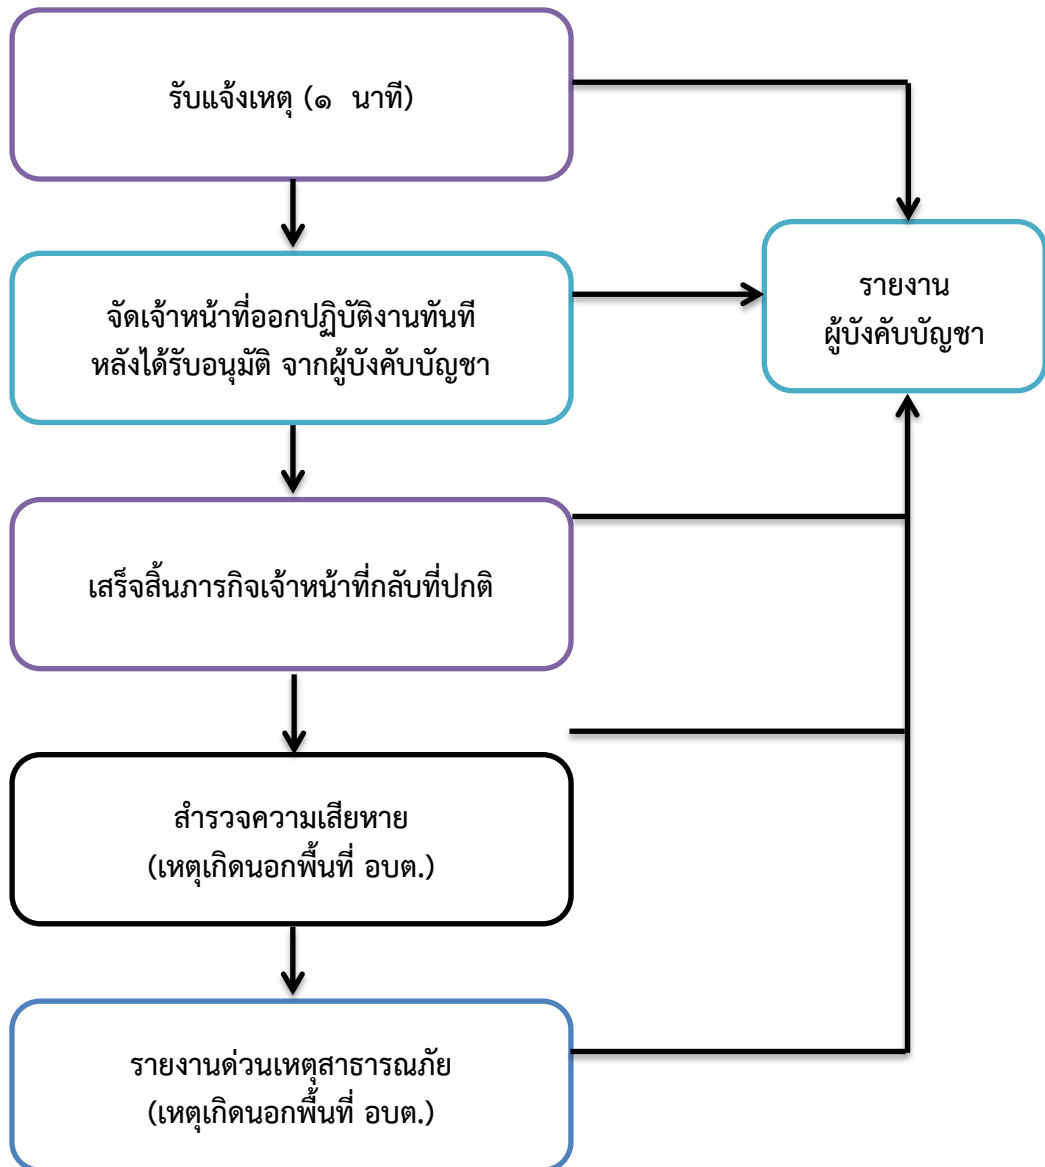 รับแจ้งเหตุ (๑ นาที)
จัดเจ้าหน้าที่ออกปฏิบัติงานทันที
หลังได้รับอนุมัติ จากผู้บังคับบัญชา
รายงาน
ผู้บังคับบัญชา
เสร็จสิ้นภารกิจเจ้าหน้าที่กลับที่ปกติ
สำรวจความเสียหาย
(เหตุเกิดนอกพื้นที่ อบต.)
รายงานด่วนเหตุสาธารณภัย
(เหตุเกิดนอกพื้นที่ อบต.)